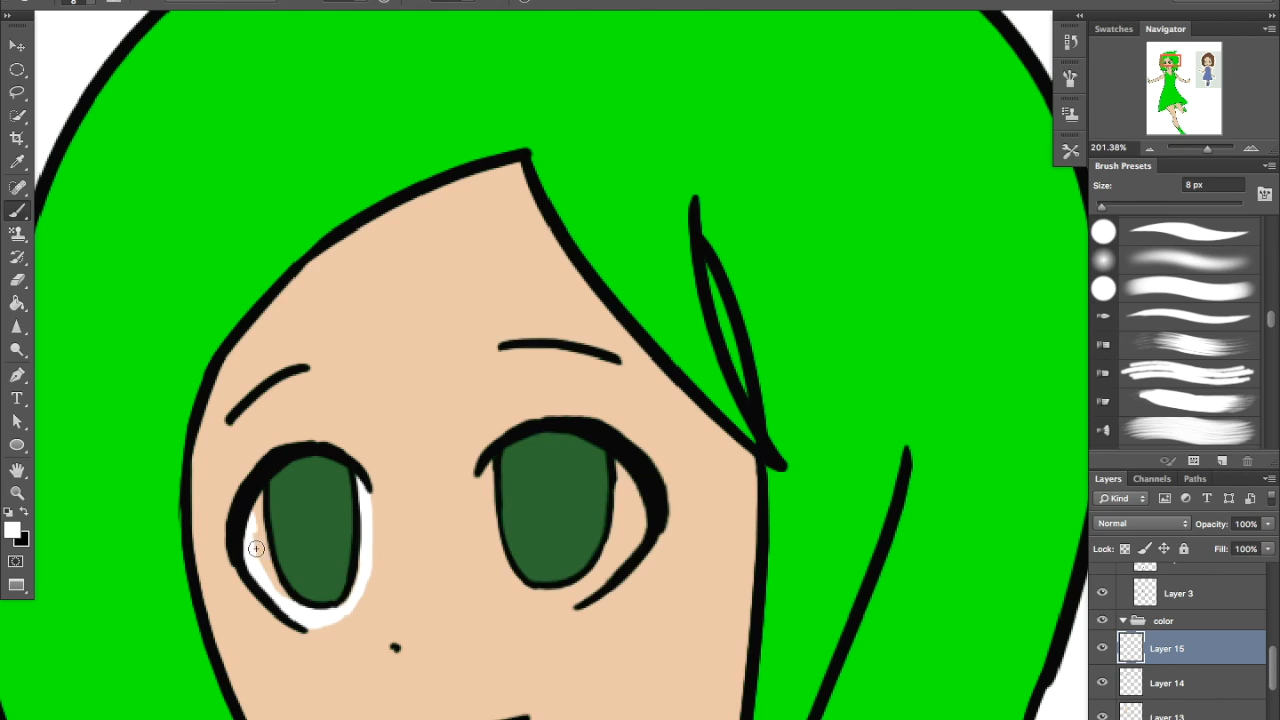 Swatches Navigator
201.38%
Brush Presets
Size: 8 px
Layers Channels Paths
Kind
Normal Opacity: 100%
Lock: Fill: 100%
Layer 3
color
Layer 15
Layer 14
Layer 13